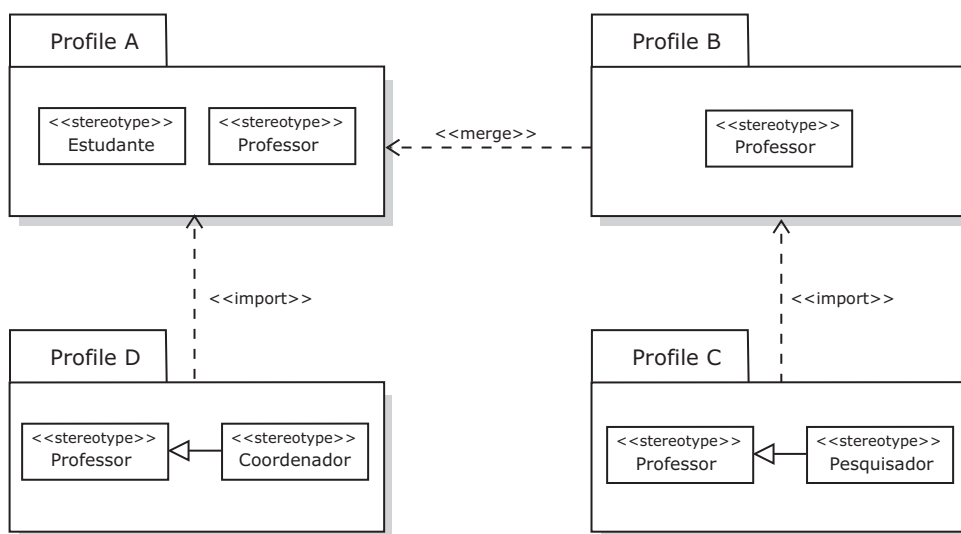 Profile A
<<stereotype>>
Estudante
<<stereotype>>
Professor
<<merge>>
Profile B
<<stereotype>>
Professor
<<import>>
<<import>>
Profile D
<<stereotype>>
Professor
<<stereotype>>
Coordenador
Profile C
<<stereotype>>
Professor
<<stereotype>>
Pesquisador